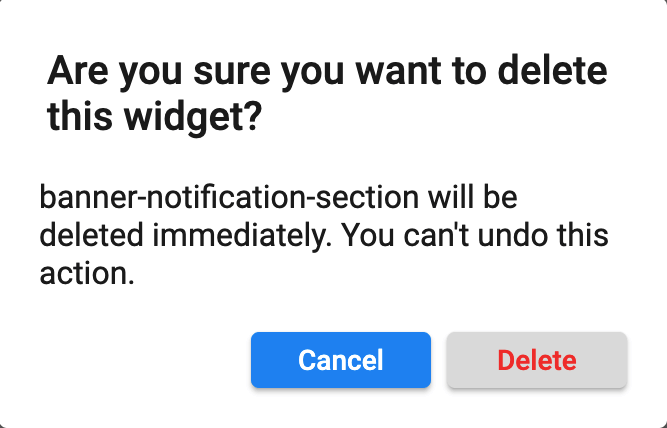 Are you sure you want to delete
this widget?
banner-notification-section will be
deleted immediately. You can't undo this
action.
Cancel Delete